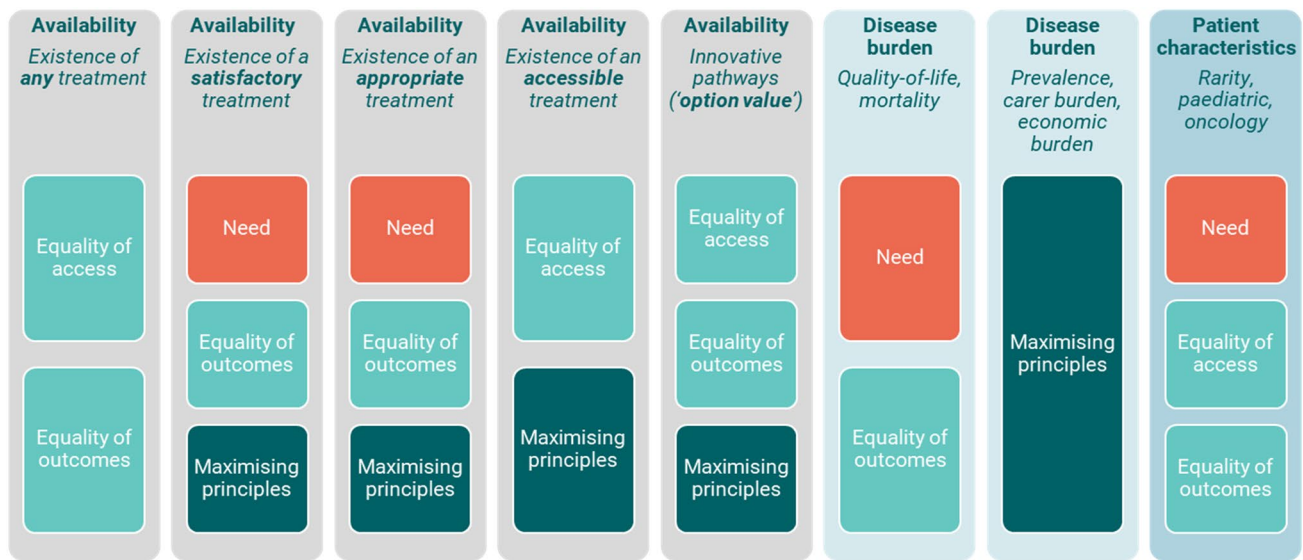 Availability
Existence of
any treatment
Equality of
access
Equality of
outcomes
Availability
Existence of a
satisfactory
treatment
Need
Equality of
outcomes
Maximising
principles
Availability
Existence of an
appropriate
treatment
Need
Equality of
outcomes
Maximising
principles
Availability
Existence of an
accessible
treatment
Equality of
access
Maximising
principles
Availability
Innovative
pathways
(‘option value’)
Equality of
access
Equality of
outcomes
Maximising
principles
Disease
burden
Quality-of-life,
mortality
Need
Equality of
outcomes
Disease
burden
Prevalence,
carer burden,
economic
burden
Maximising
principles
Patient
characteristics
Rarity,
paediatric,
oncology
Need
Equality of
access
Equality of
outcomes